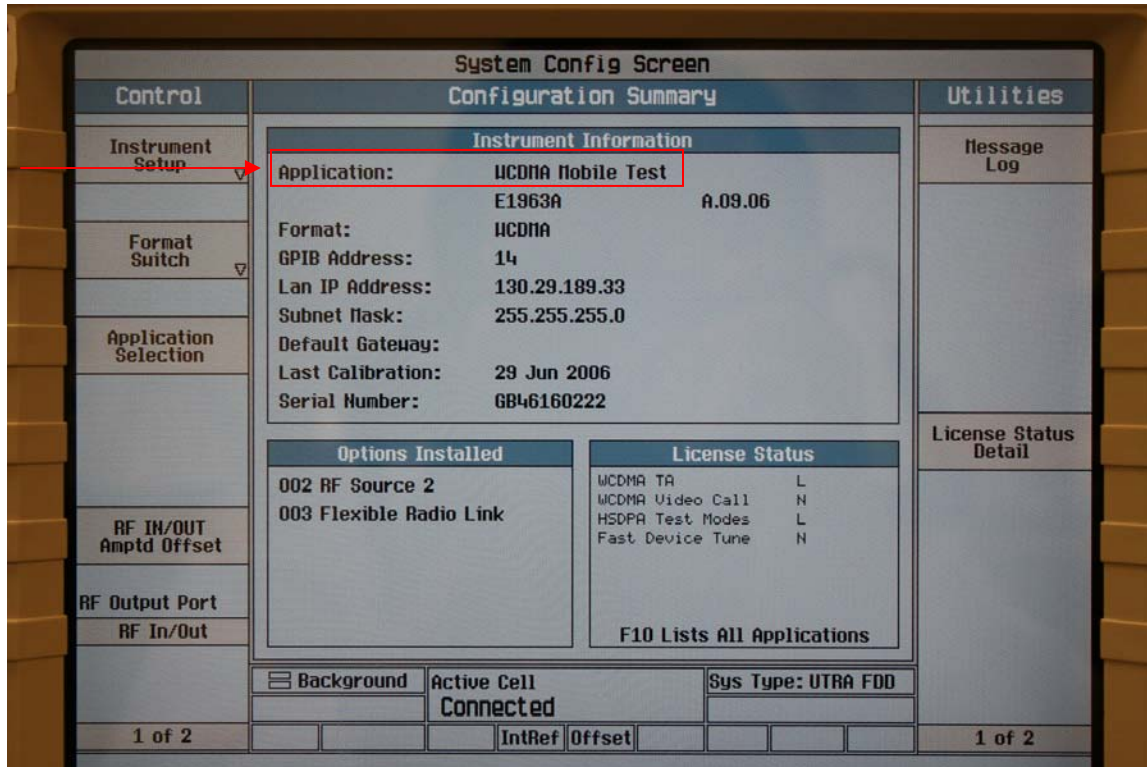 System Config Screen
Control
Configuration Summary
Utilities
Instrument Setup
Format Switch
Application Selection
RF IN/OUT Amptd Offset
RF Output Port
RF In/Out
1 of 2
Instrument Information
Application: WCDMA Mobile Test
E1963A A.09.06
Format: WCDMA
GPIB Address: 14
Lan IP Address: 130.29.189.33
Subnet Mask: 255.255.255.0
Default Gateway:
Last Calibration: 29 Jun 2006
Serial Number: GB46160222
Options Installed
002 RF Source 2
003 Flexible Radio Link
License Status
WCDMA TA L
WCDMA Video Call N
HSDPA Test Modes L
Fast Device Tune N
F10 Lists All Applications
Background
Active Cell
Connected
Sys Type: UTRA FDD
IntRef Offset
Message Log
License Status Detail
1 of 2